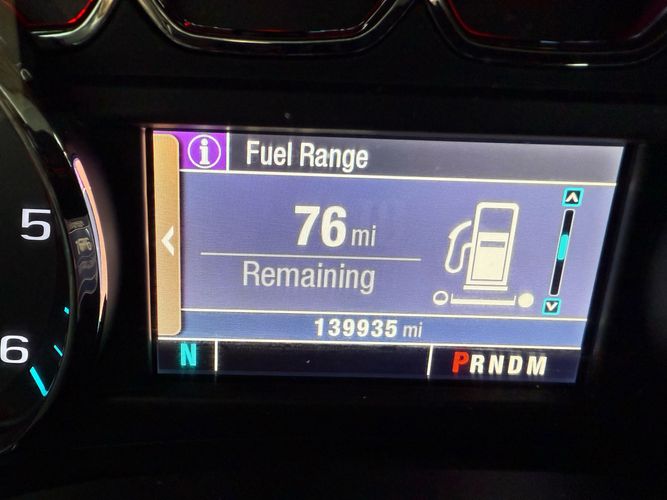 i Fuel Range
5
76 mi
Remaining
139935 mi
6
N PRNDM